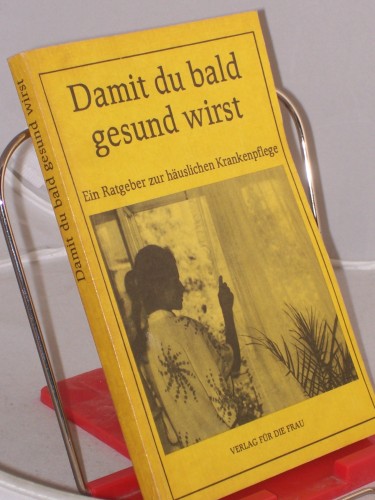 Damit du bald
gesund wirst
Ein Ratgeber zur häuslichen Krankenpflege
VERLAG FÜR DIE FRAU
Damit du bald gesund wirst